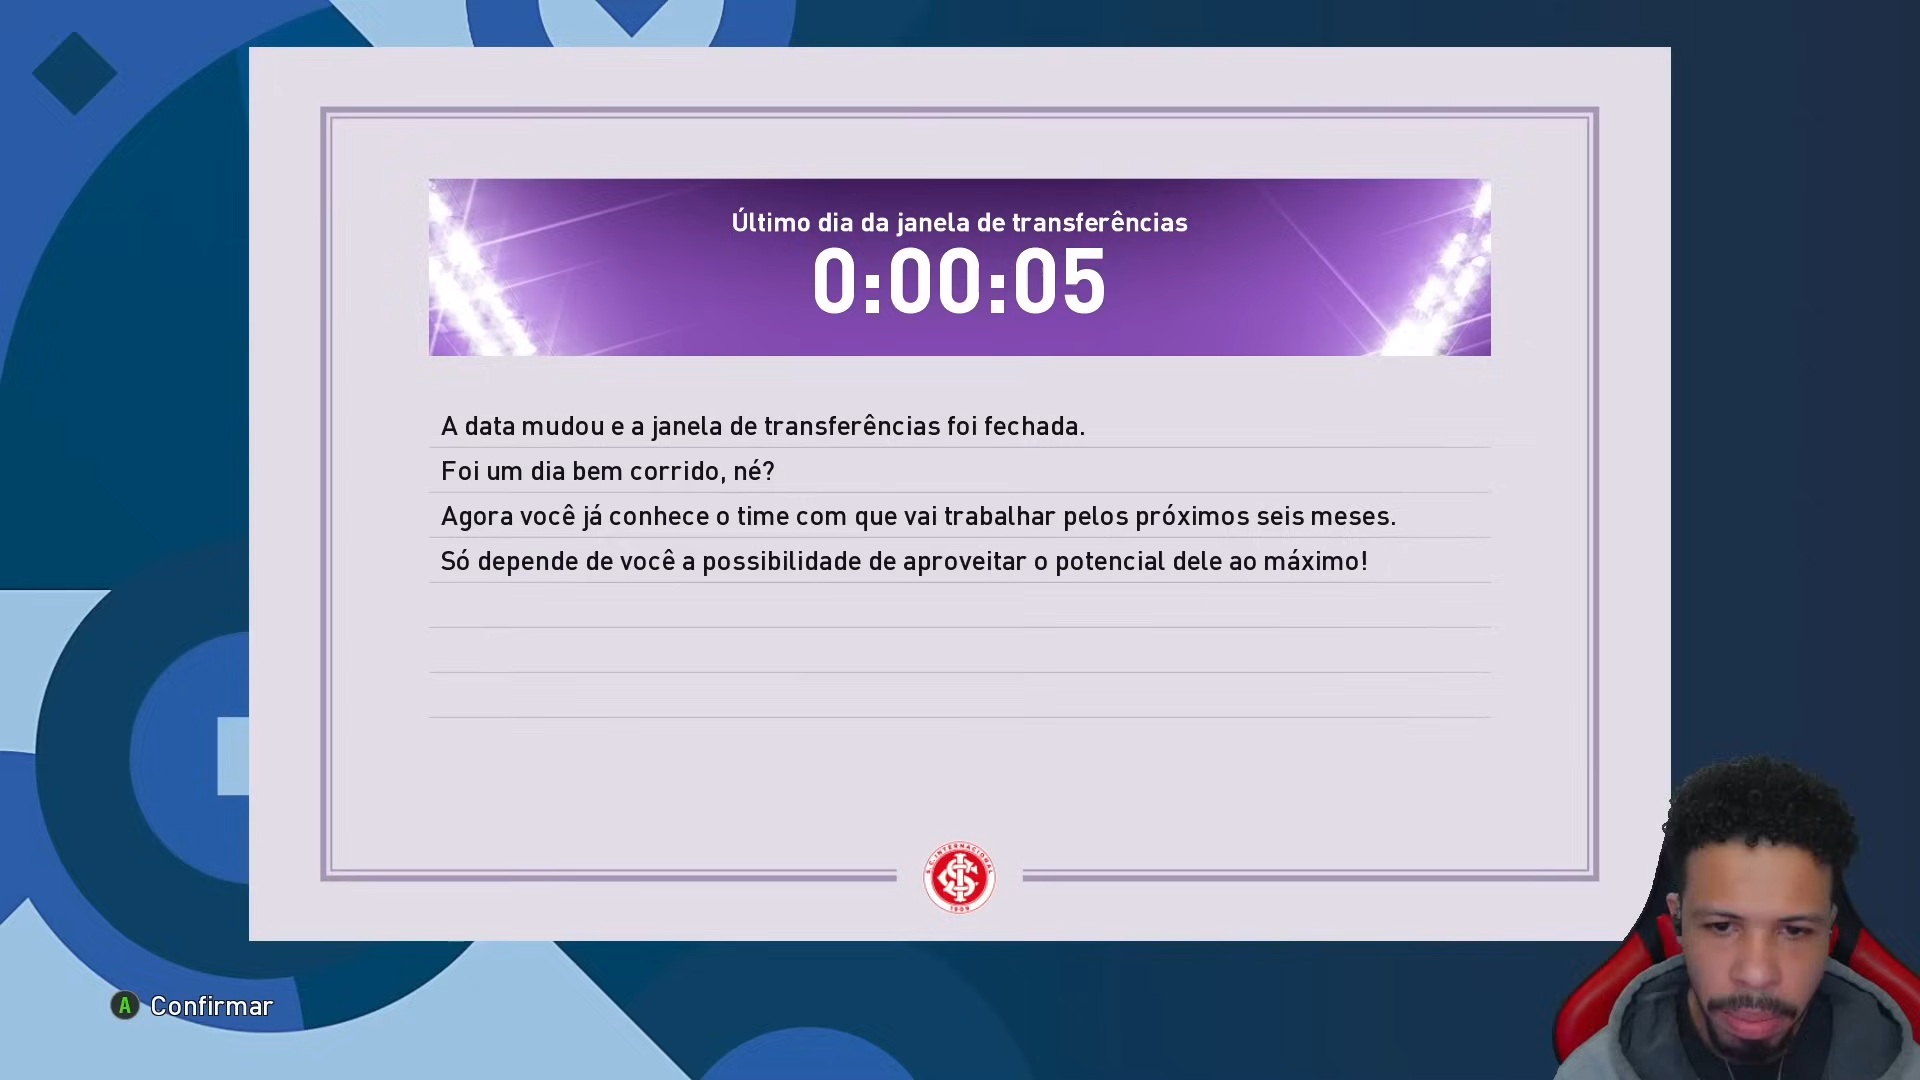 Último dia da janela de transferências
0:00:05
A data mudou e a janela de transferências foi fechada.
Foi um dia bem corrido, né?
Agora você já conhece o time com que vai trabalhar pelos próximos seis meses.
Só depende de você a possibilidade de aproveitar o potencial dele ao máximo!
S.C. INTERNACIONAL
1909
A Confirmar